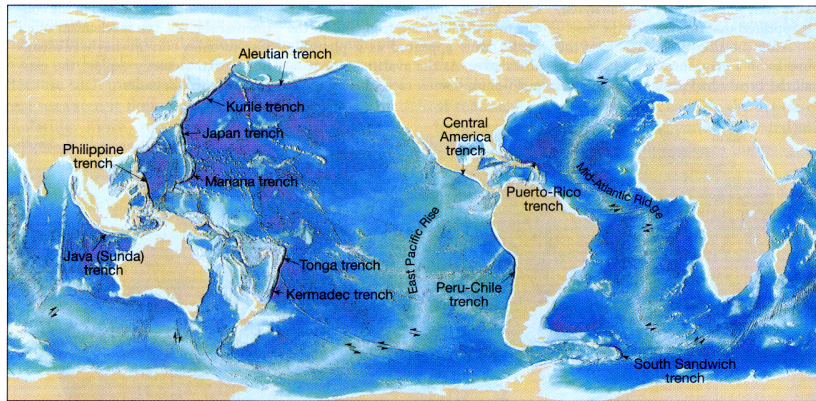 Aleutian trench
Kurile trench
Japan trench
Philippine
trench
Mariana trench
Central
America
trench
Mid-Atlantic Ridge
Puerto-Rico
trench
Java (Sunda)
trench
Tonga trench
Kermadec trench
East Pacific Rise
Peru-Chile
trench
South Sandwich
trench